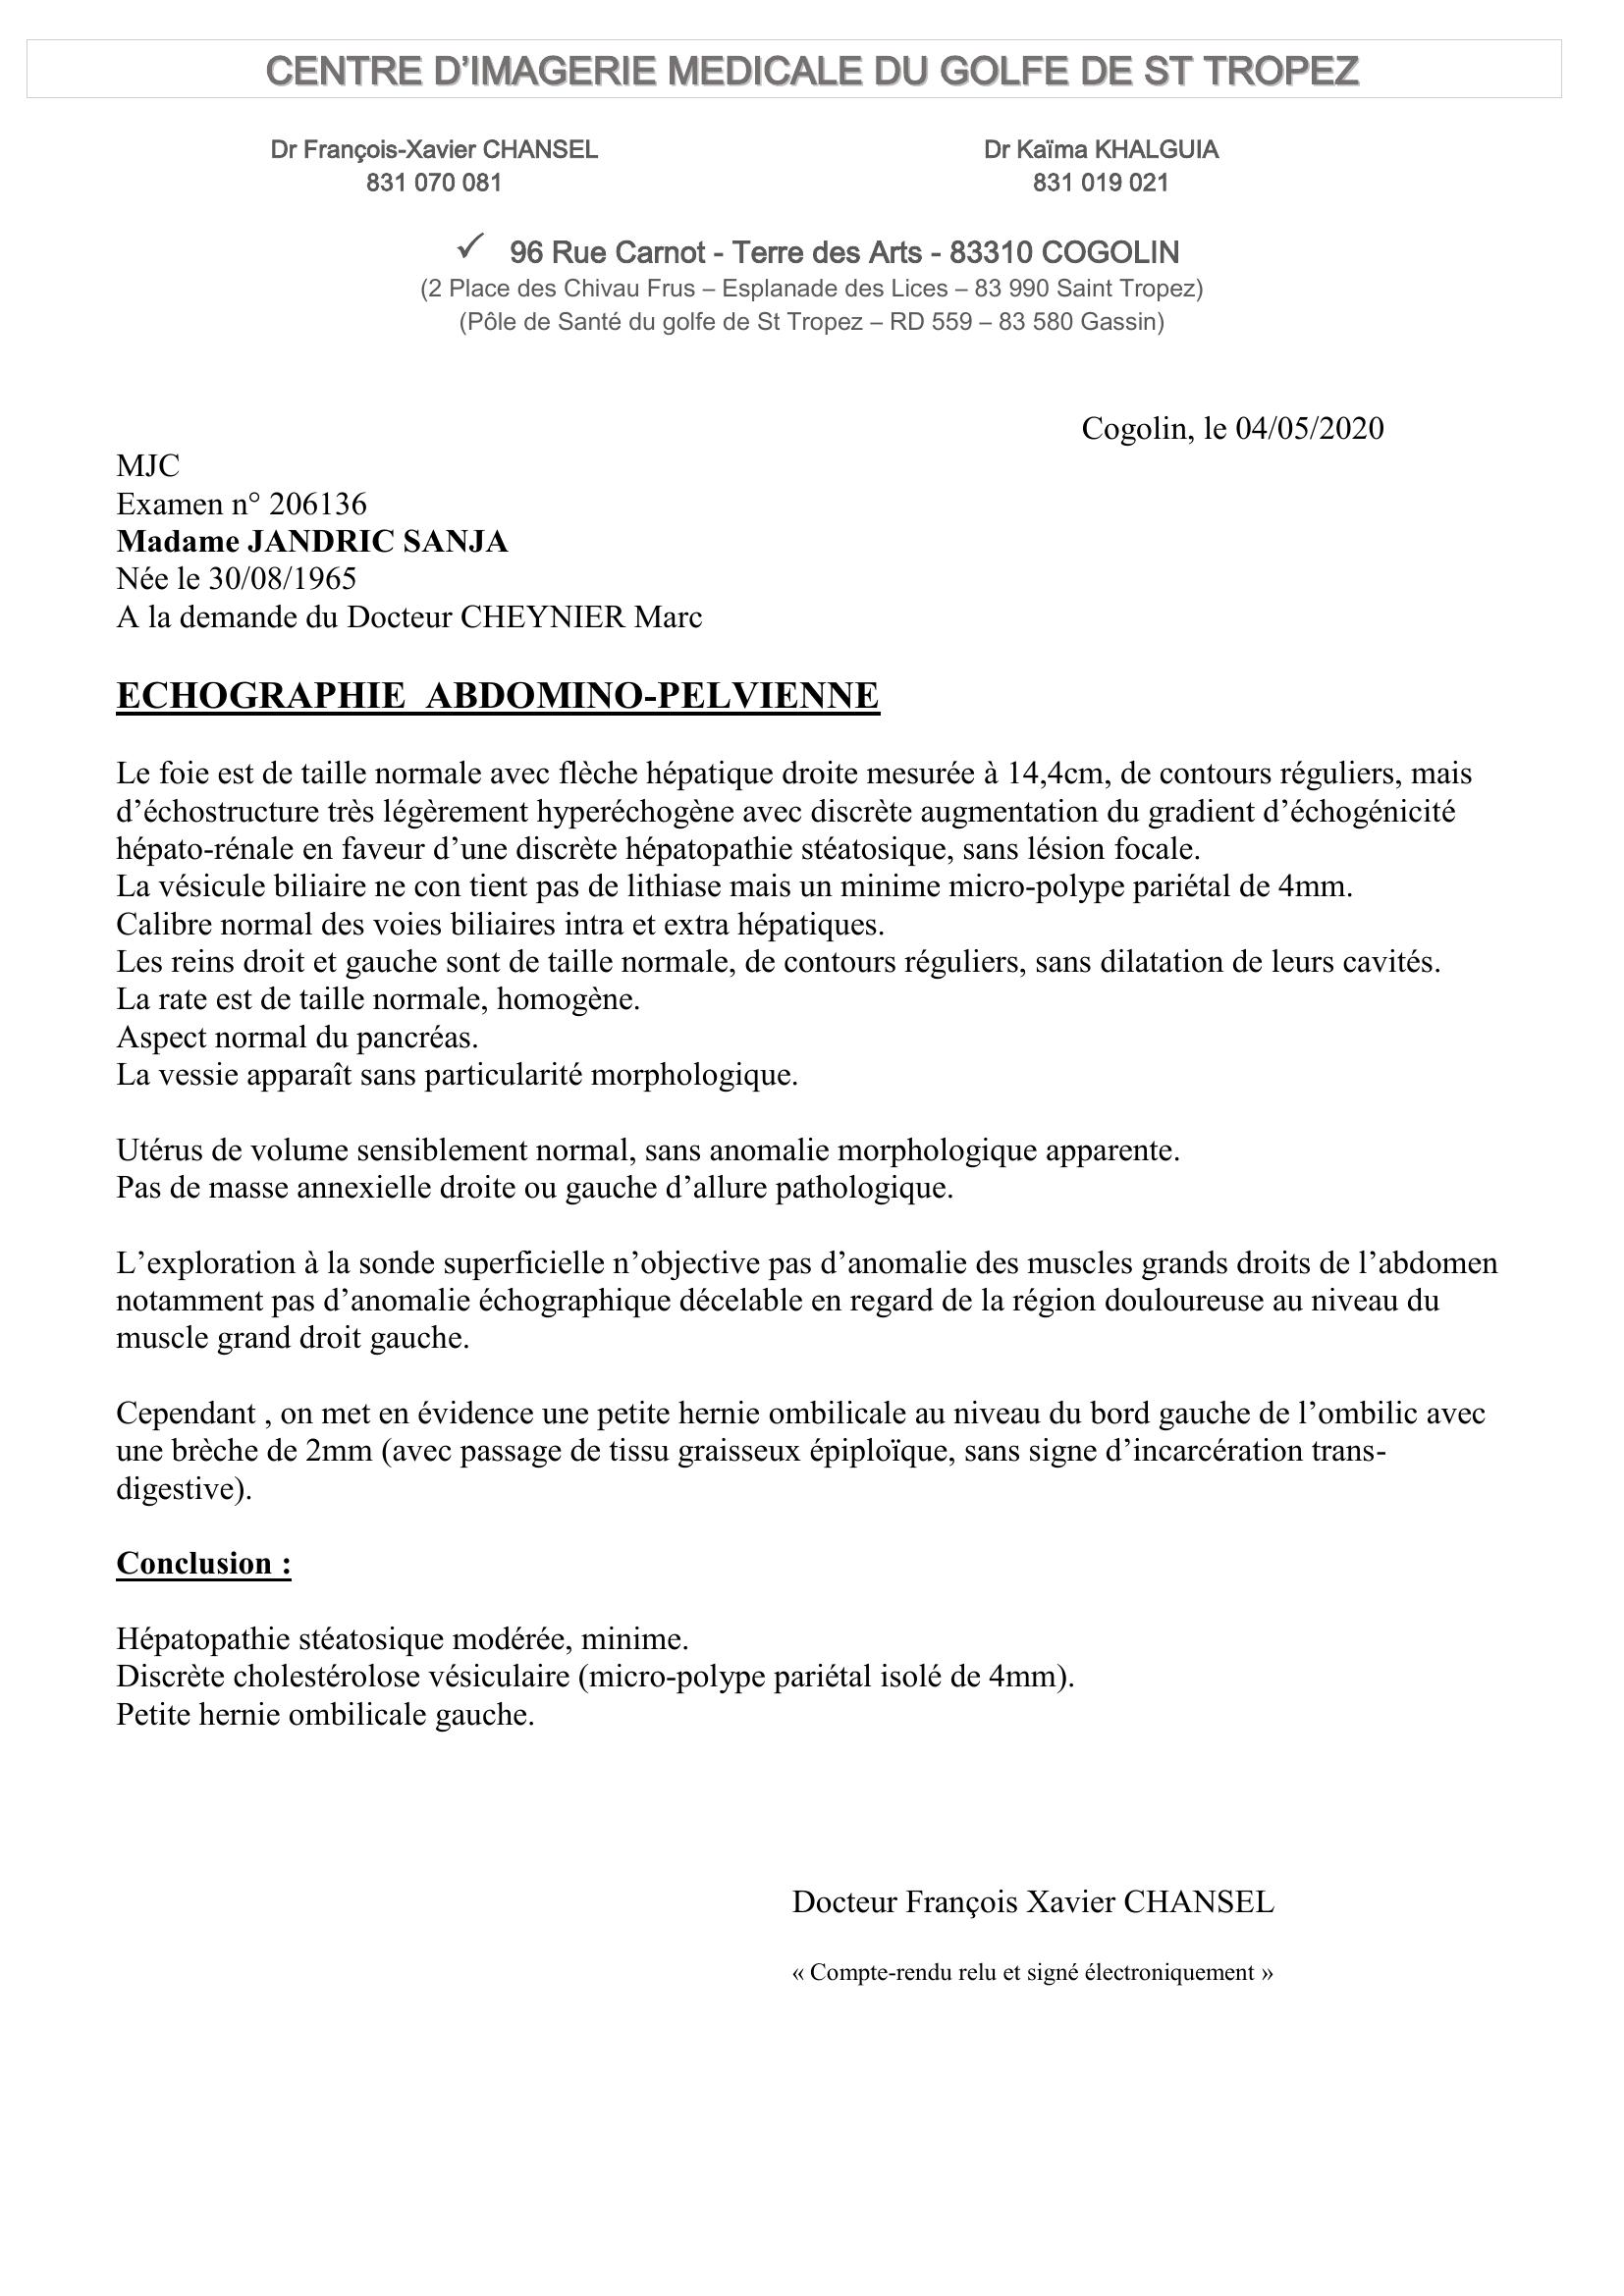 CENTRE D’IMAGERIE MEDICALE DU GOLFE DE ST TROPEZ
Dr François-Xavier CHANSEL
831 070 081
Dr Kaïma KHALGUIA
831 019 021
✓ 96 Rue Carnot - Terre des Arts - 83310 COGOLIN
(2 Place des Chivau Frus – Esplanade des Lices – 83 990 Saint Tropez)
(Pôle de Santé du golfe de St Tropez – RD 559 – 83 580 Gassin)
Cogolin, le 04/05/2020
MJC
Examen n° 206136
Madame JANDRIC SANJA
Née le 30/08/1965
A la demande du Docteur CHEYNIER Marc
ECHOGRAPHIE ABDOMINO-PELVIENNE
Le foie est de taille normale avec flèche hépatique droite mesurée à 14,4cm, de contours réguliers, mais
d’échostructure très légèrement hyperéchogène avec discrète augmentation du gradient d’échogénicité
hépato-rénale en faveur d’une discrète hépatopathie stéatosique, sans lésion focale.
La vésicule biliaire ne con tient pas de lithiase mais un minime micro-polype pariétal de 4mm.
Calibre normal des voies biliaires intra et extra hépatiques.
Les reins droit et gauche sont de taille normale, de contours réguliers, sans dilatation de leurs cavités.
La rate est de taille normale, homogène.
Aspect normal du pancréas.
La vessie apparaît sans particularité morphologique.
Utérus de volume sensiblement normal, sans anomalie morphologique apparente.
Pas de masse annexielle droite ou gauche d’allure pathologique.
L’exploration à la sonde superficielle n’objective pas d’anomalie des muscles grands droits de l’abdomen
notamment pas d’anomalie échographique décelable en regard de la région douloureuse au niveau du
muscle grand droit gauche.
Cependant , on met en évidence une petite hernie ombilicale au niveau du bord gauche de l’ombilic avec
une brèche de 2mm (avec passage de tissu graisseux épiploïque, sans signe d’incarcération trans-
digestive).
Conclusion :
Hépatopathie stéatosique modérée, minime.
Discrète cholestérolose vésiculaire (micro-polype pariétal isolé de 4mm).
Petite hernie ombilicale gauche.
Docteur François Xavier CHANSEL
« Compte-rendu relu et signé électroniquement »